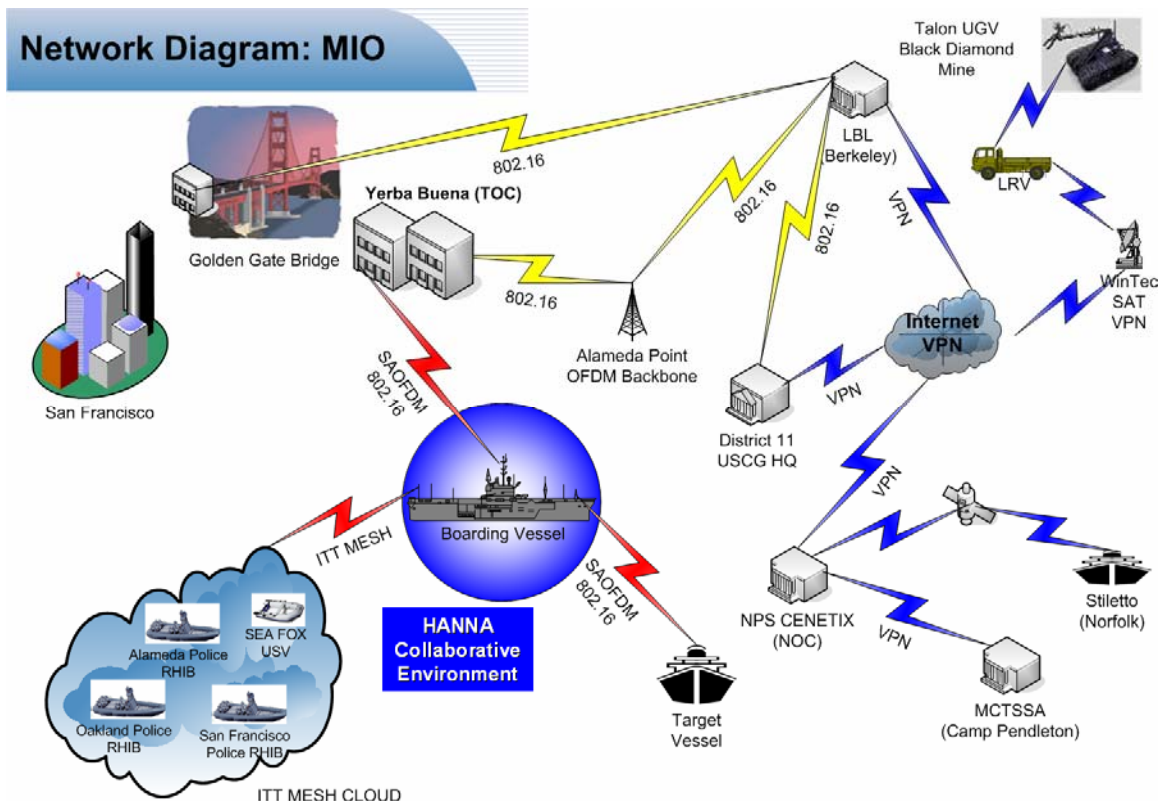 Network Diagram: MIO
Talon UGV
Black Diamond
Mine
LBL
(Berkeley)
LRV
802.16
Yerba Buena (TOC)
802.16
802.16
VPN
Golden Gate Bridge
802.16
WinTec
SAT
VPN
Internet
VPN
Alameda Point
OFDM Backbone
San Francisco
SAOFDM
802.16
VPN
District 11
USCG HQ
VPN
Boarding Vessel
ITT MESH
SAOFDM
802.16
Stiletto
(Norfolk)
NPS CENETIX
(NOC)
VPN
HANNA
Collaborative
Environment
SEA FOX
USV
Alameda Police
RHIB
Oakland Police
RHIB
San Francisco
Police RHIB
Target
Vessel
MCTSSA
(Camp Pendleton)
ITT MESH CLOUD